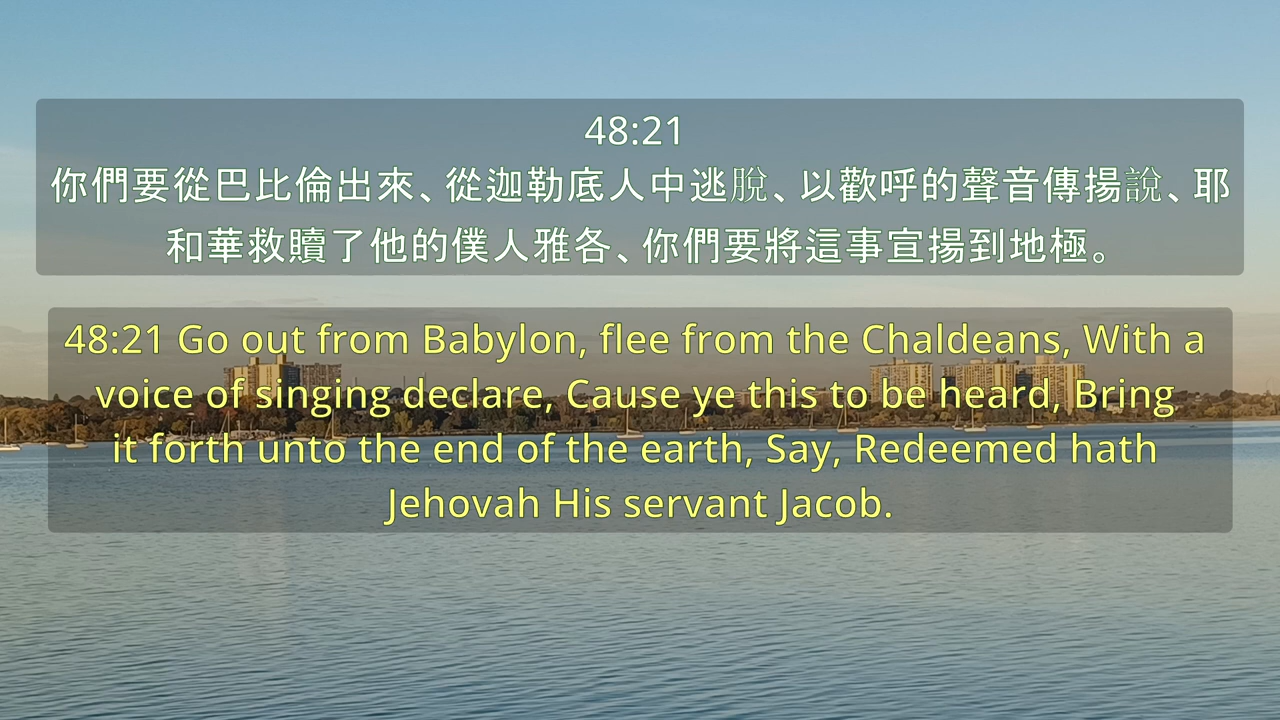 48:21
你們要從巴比倫出來、從迦勒底人中逃脫、以歡呼的聲音傳揚說、耶
和華救贖了他的僕人雅各、你們要將這事宣揚到地極。
48:21 Go out from Babylon, flee from the Chaldeans, With a
voice of singing declare, Cause ye this to be heard, Bring
it forth unto the end of the earth, Say, Redeemed hath
Jehovah His servant Jacob.